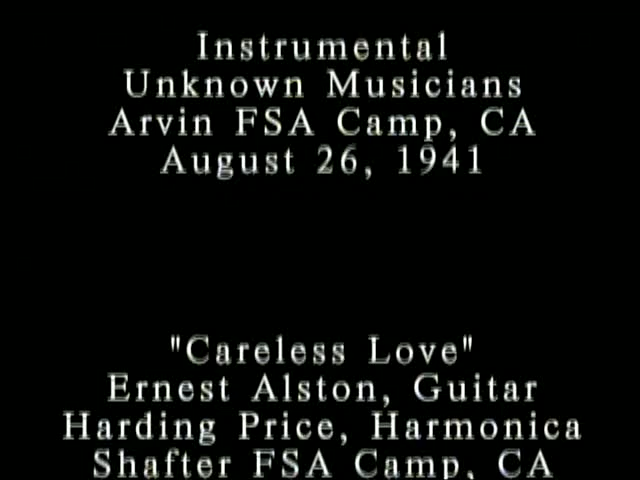 Instrumental
Unknown Musicians
Arvin FSA Camp, CA
August 26, 1941
"Careless Love"
Ernest Alston, Guitar
Harding Price, Harmonica
Shafter FSA Camp, CA